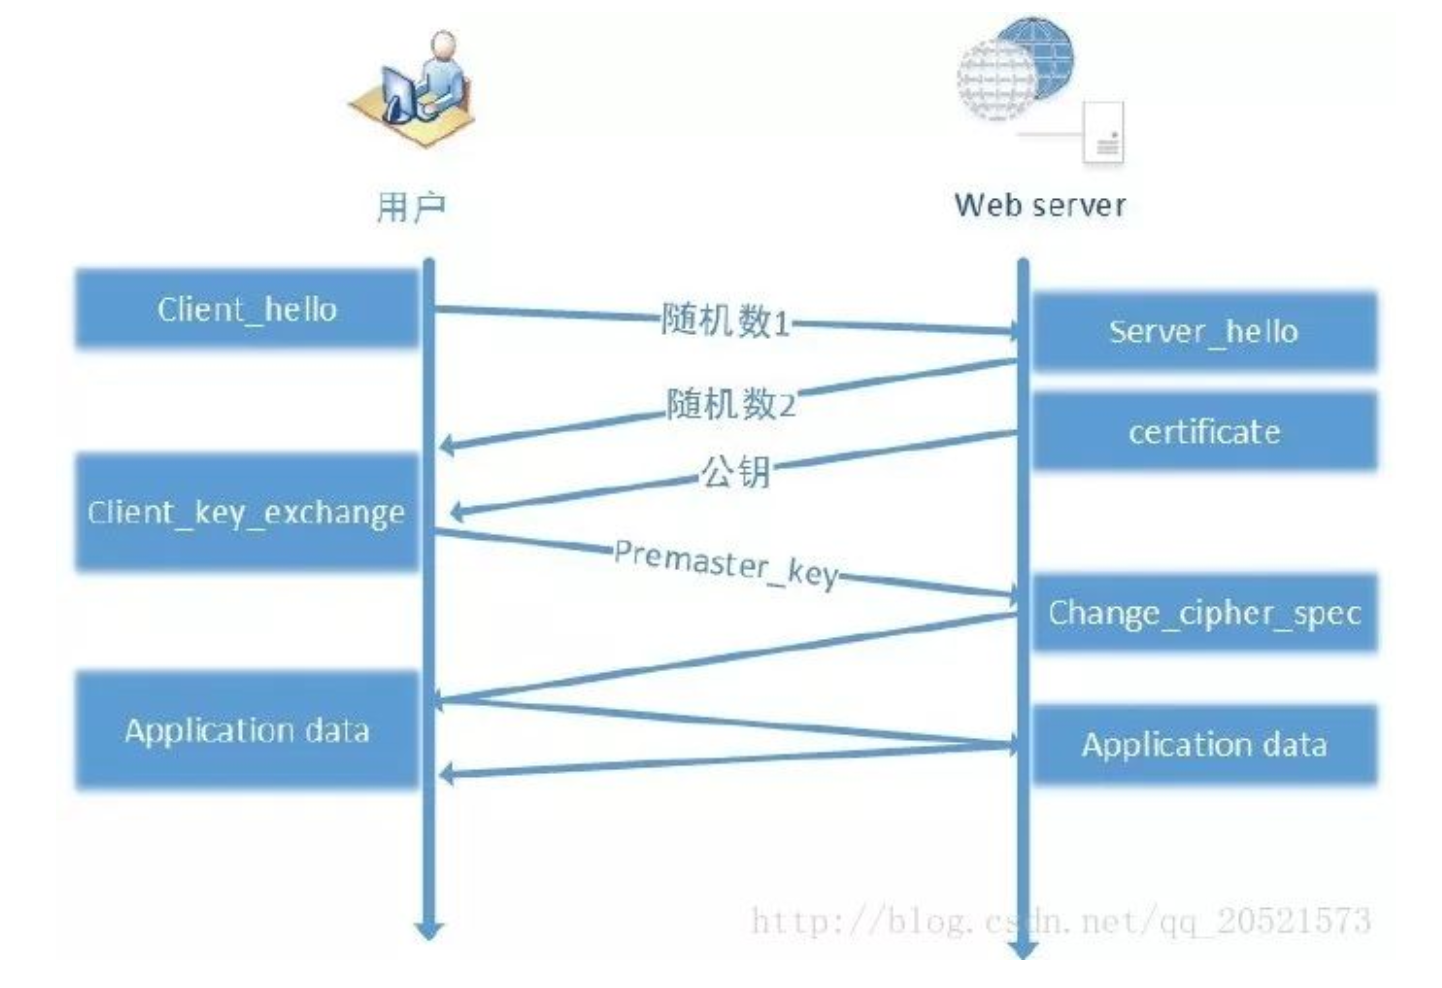 用户
Web server
Client_hello
随机数1
Server_hello
随机数2
certificate
公钥
Client_key_exchange
Premaster_key
Change_cipher_spec
Application data
Application data
http://blog.csdn.net/qq_20521573